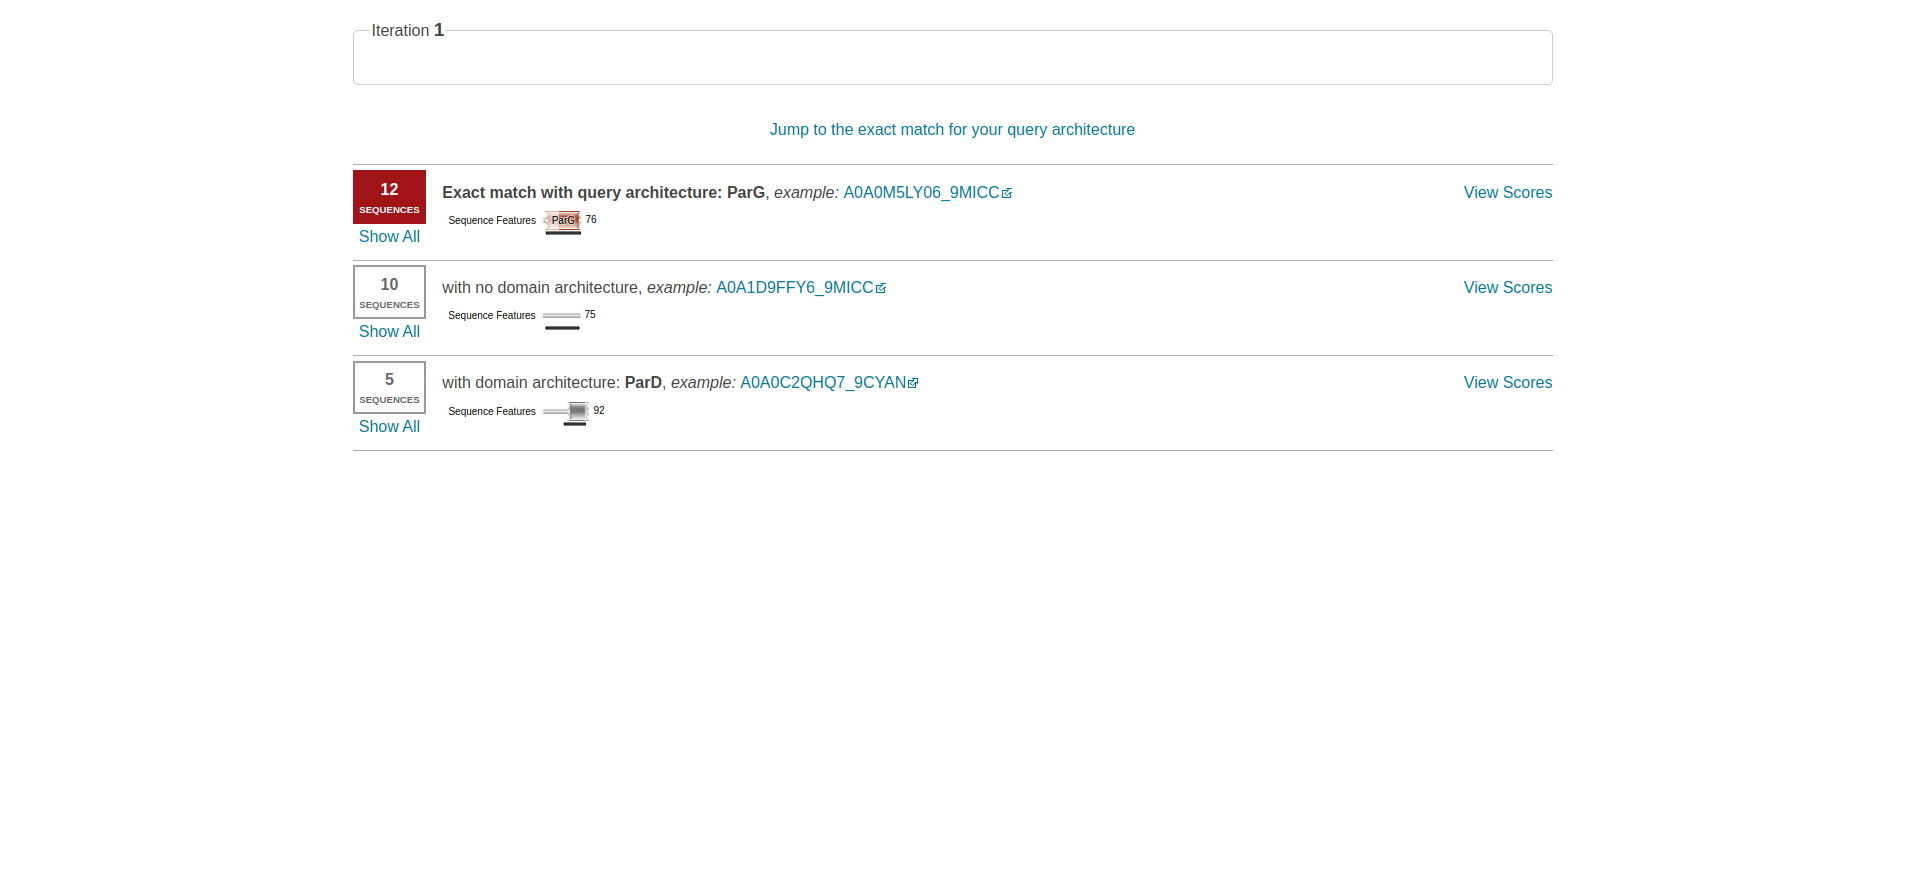 Iteration 1
Jump to the exact match for your query architecture
12
SEQUENCES
Show All
Exact match with query architecture: ParG, example: A0A0M5LY06_9MICC
View Scores
Sequence Features ParG 76
10
SEQUENCES
Show All
with no domain architecture, example: A0A1D9FFY6_9MICC
View Scores
Sequence Features 75
5
SEQUENCES
Show All
with domain architecture: ParD, example: A0A0C2QHQ7_9CYAN
View Scores
Sequence Features 92